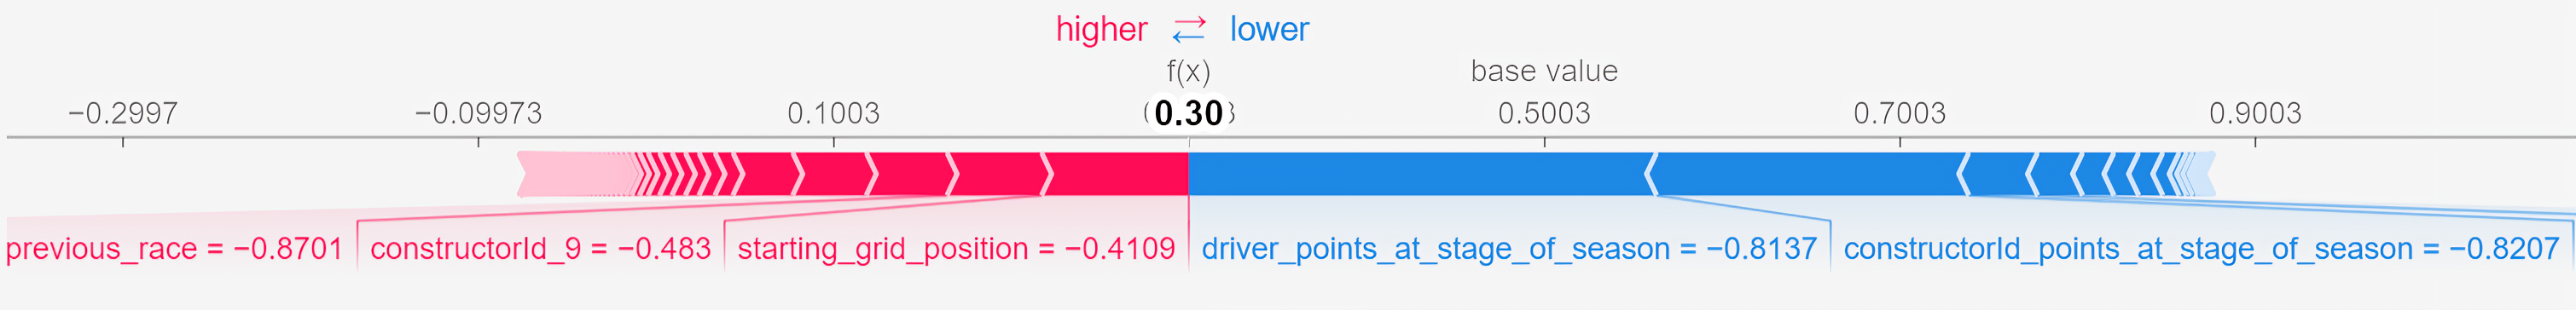 higher ⇄ lower
f(x) base value
−0.2997 −0.09973 0.1003 0.30 0.5003 0.7003 0.9003
previous_race = −0.8701 constructorId_9 = −0.483 starting_grid_position = −0.4109 driver_points_at_stage_of_season = −0.8137 constructorId_points_at_stage_of_season = −0.8207